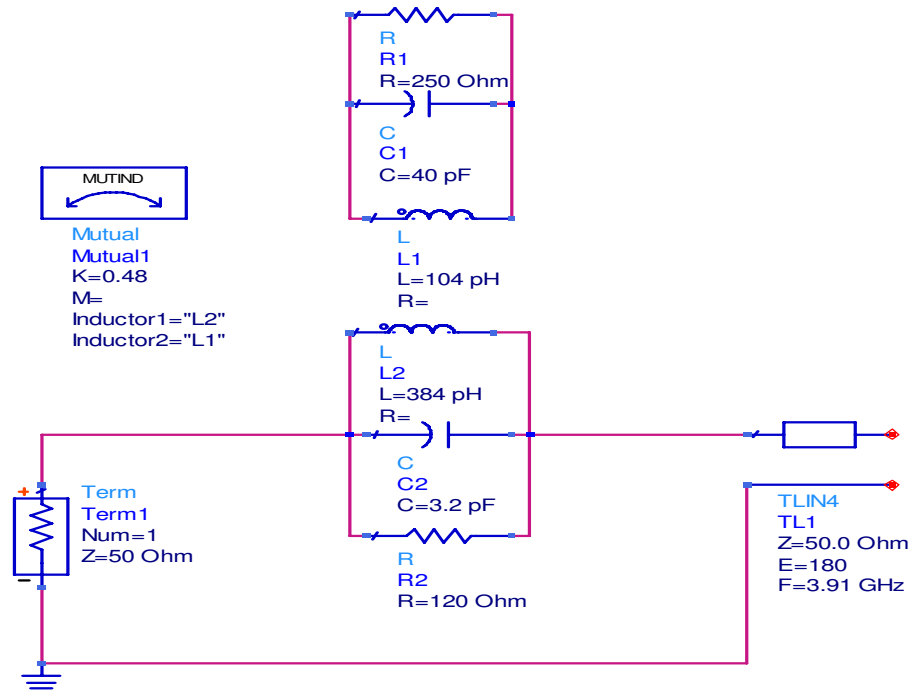 R
R1
R=250 Ohm
C
C1
C=40 pF
MUTIND
Mutual
Mutual1
K=0.48
M=
Inductor1="L2"
Inductor2="L1"
L
L1
L=104 pH
R=
L
L2
L=384 pH
R=
C
C2
C=3.2 pF
R
R2
R=120 Ohm
+
Term
Term1
Num=1
Z=50 Ohm
−
TLIN4
TL1
Z=50.0 Ohm
E=180
F=3.91 GHz